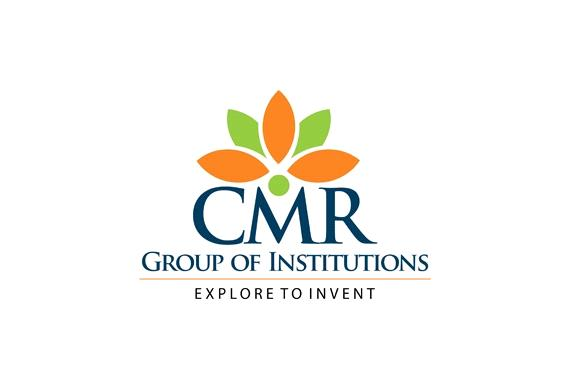 CMR
GROUP OF INSTITUTIONS
EXPLORE TO INVENT